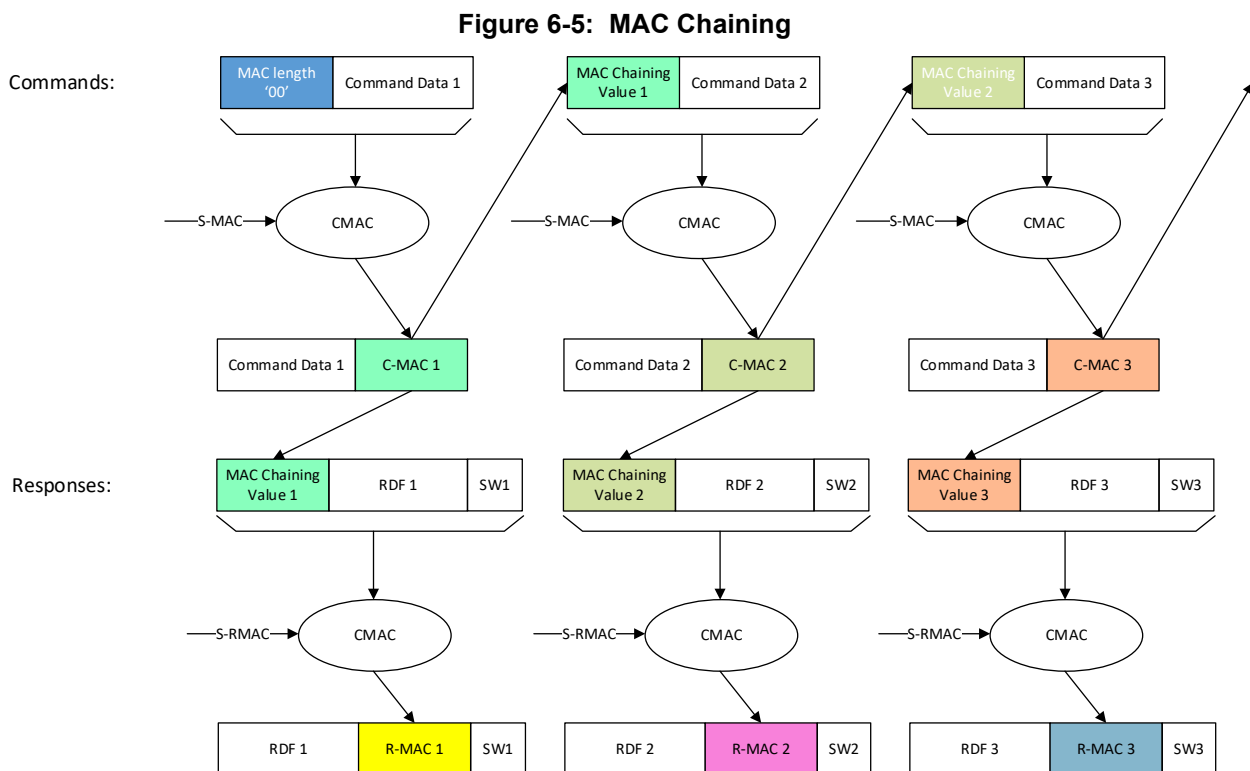 Figure 6-5: MAC Chaining
Commands:
MAC length
‘00’
Command Data 1
MAC Chaining
Value 1
Command Data 2
MAC Chaining
Value 2
Command Data 3
S-MAC
CMAC
S-MAC
CMAC
S-MAC
CMAC
Command Data 1
C-MAC 1
Command Data 2
C-MAC 2
Command Data 3
C-MAC 3
Responses:
MAC Chaining
Value 1
RDF 1
SW1
MAC Chaining
Value 2
RDF 2
SW2
MAC Chaining
Value 3
RDF 3
SW3
S-RMAC
CMAC
S-RMAC
CMAC
S-RMAC
CMAC
RDF 1
R-MAC 1
SW1
RDF 2
R-MAC 2
SW2
RDF 3
R-MAC 3
SW3